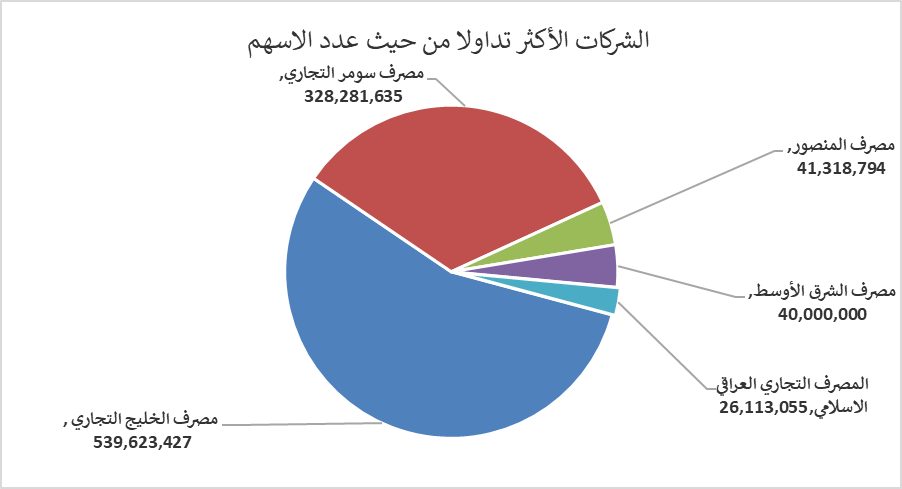 الشركات الأكثر تداولا من حيث عدد الاسهم
مصرف سومر التجاري,
328,281,635
مصرف المنصور,
41,318,794
مصرف الشرق الأوسط,
40,000,000
المصرف التجاري العراقي
الاسلامي,26,113,055
مصرف الخليج التجاري ,
539,623,427